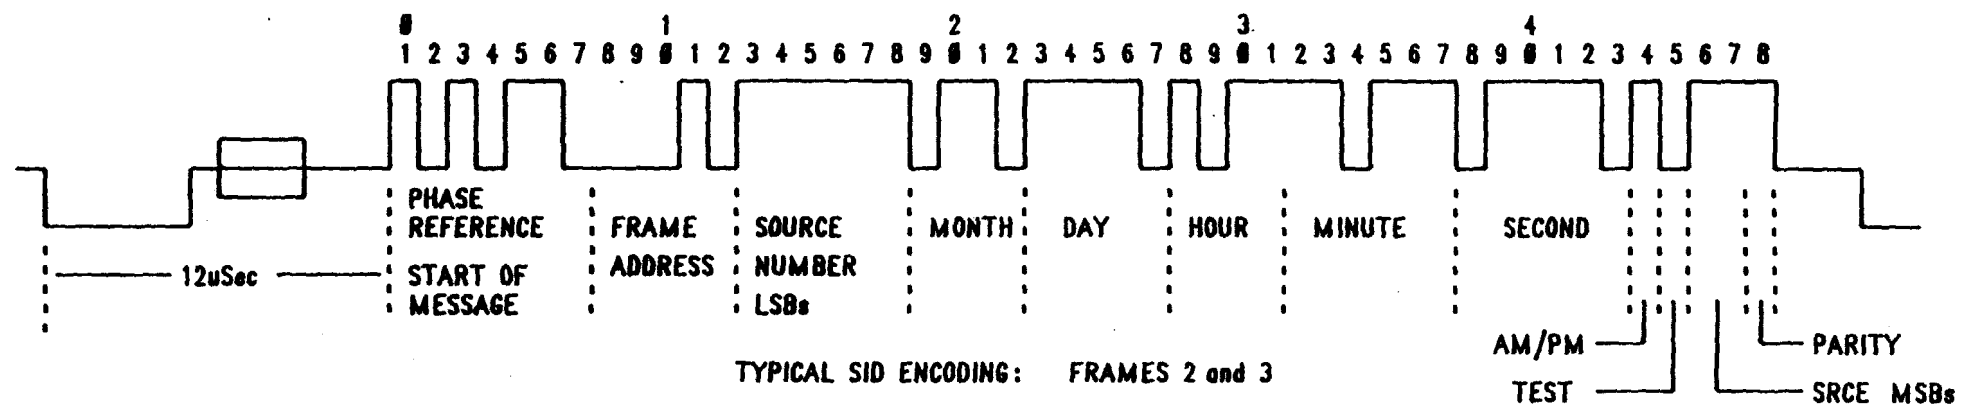 0 1 2 3 4
1 2 3 4 5 6 7 8 9 0 1 2 3 4 5 6 7 8 9 0 1 2 3 4 5 6 7 8 9 0 1 2 3 4 5 6 7 8 9 0 1 2 3 4 5 6 7 8
PHASE
REFERENCE
START OF
MESSAGE
FRAME
ADDRESS
SOURCE
NUMBER
LSBs
MONTH
DAY
HOUR
MINUTE
SECOND
12uSec
AM/PM
PARITY
TYPICAL SID ENCODING: FRAMES 2 and 3
TEST
SRCE MSBs